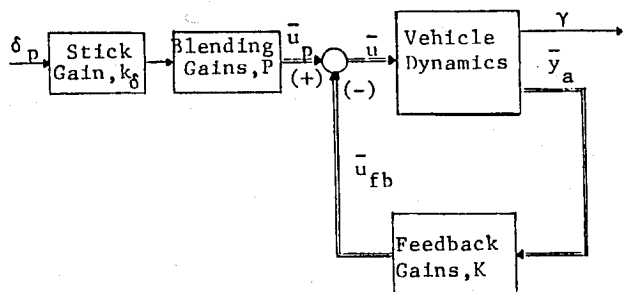 δp
Stick
Gain, kδ
Blending
Gains, P
ūp
(+)
ū
(-)
Vehicle
Dynamics
γ
ȳa
ūfb
Feedback
Gains, K